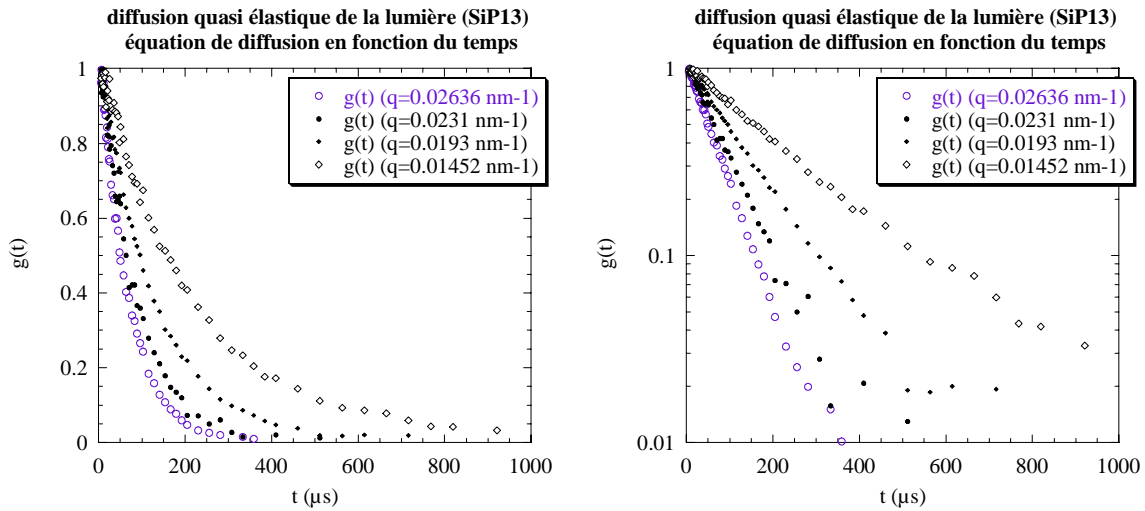 diffusion quasi élastique de la lumière (SiP13)
équation de diffusion en fonction du temps
1
0.8
0.6
0.4
0.2
0
g(t)
0 200 400 600 800 1000
t (µs)
g(t) (q=0.02636 nm-1)
g(t) (q=0.0231 nm-1)
g(t) (q=0.0193 nm-1)
g(t) (q=0.01452 nm-1)
diffusion quasi élastique de la lumière (SiP13)
équation de diffusion en fonction du temps
1
0.1
0.01
g(t)
0 200 400 600 800 1000
t (µs)
g(t) (q=0.02636 nm-1)
g(t) (q=0.0231 nm-1)
g(t) (q=0.0193 nm-1)
g(t) (q=0.01452 nm-1)